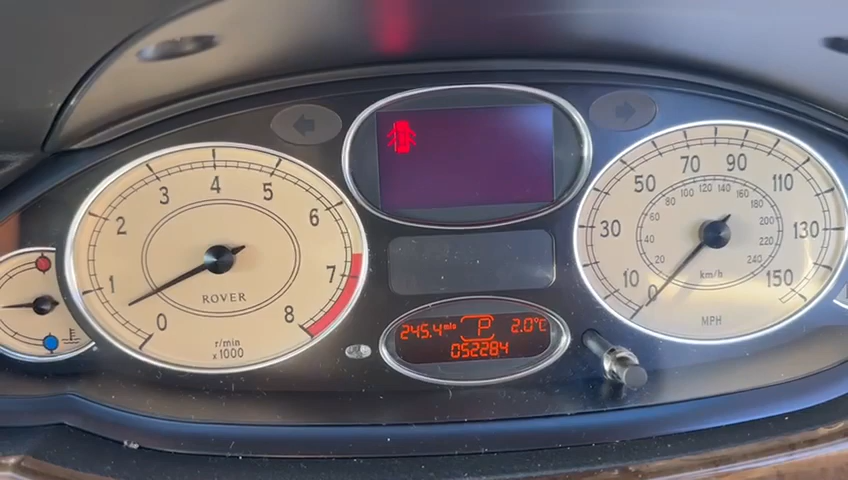 0 1 2 3 4 5 6 7 8
ROVER
r/min
x1000
245.4 mls P 2.0°C
052284
0 10 30 50 70 90 110 130 150
20 40 60 80 100 120 140 160 180 200 220 240
km/h
MPH